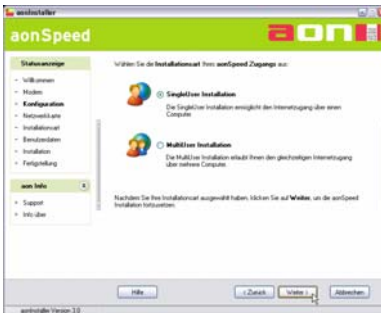 aonInstaller
aonSpeed
aon
Statusanzeige
- Willkommen
- Modem
- Konfiguration
- Netzwerkkarte
- Installationsart
- Benutzerdaten
- Installation
- Fertigstellung
aon Info
- Support
- Info über
Wählen Sie die Installationsart Ihres aonSpeed Zugangs aus:
SingleUser Installation
Die SingleUser Installation ermöglicht den Internetzugang über einen
Computer.
MultiUser Installation
Die MultiUser Installation erlaubt Ihnen den gleichzeitigen Internetzugang
über mehrere Computer.
Nachdem Sie Ihre Installationsart ausgewählt haben, klicken Sie auf Weiter, um die aonSpeed
Installation fortzusetzen.
Hilfe
< Zurück
Weiter >
Abbrechen
aonInstaller Version 3.0